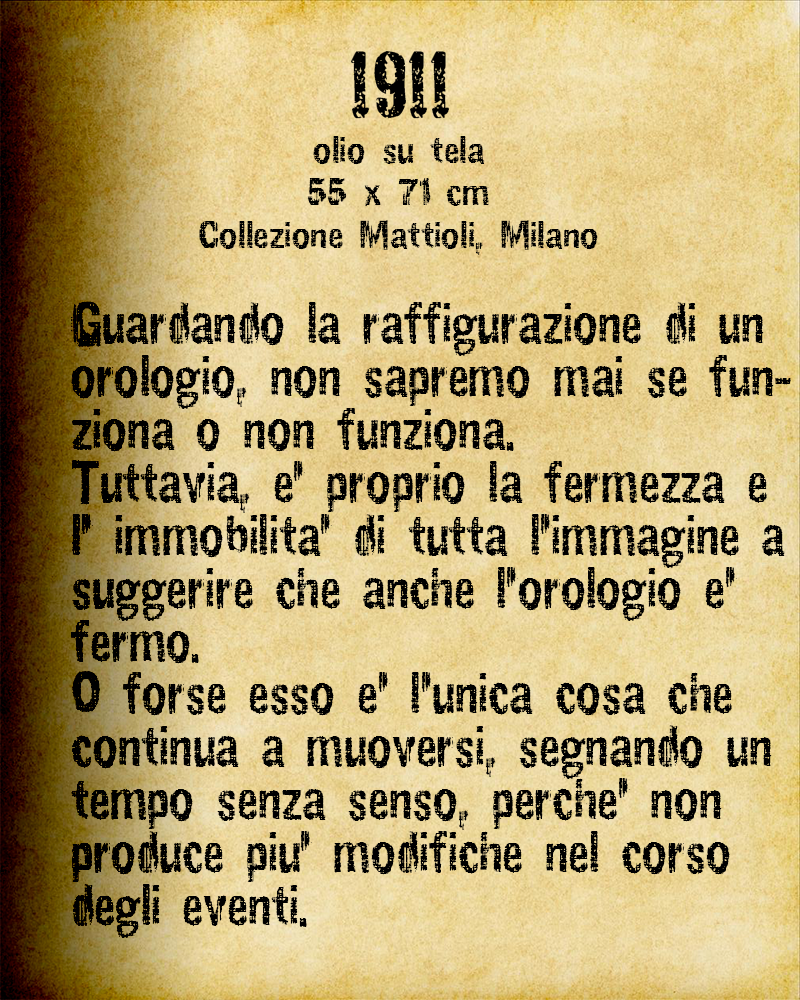 1911
olio su tela
55 x 71 cm
Collezione Mattioli, Milano
Guardando la raffigurazione di un
orologio, non sapremo mai se fun-
ziona o non funziona.
Tuttavia, e' proprio la fermezza e
l' immobilita' di tutta l'immagine a
suggerire che anche l'orologio e'
fermo.
O forse esso e' l'unica cosa che
continua a muoversi, segnando un
tempo senza senso, perche' non
produce piu' modifiche nel corso
degli eventi.